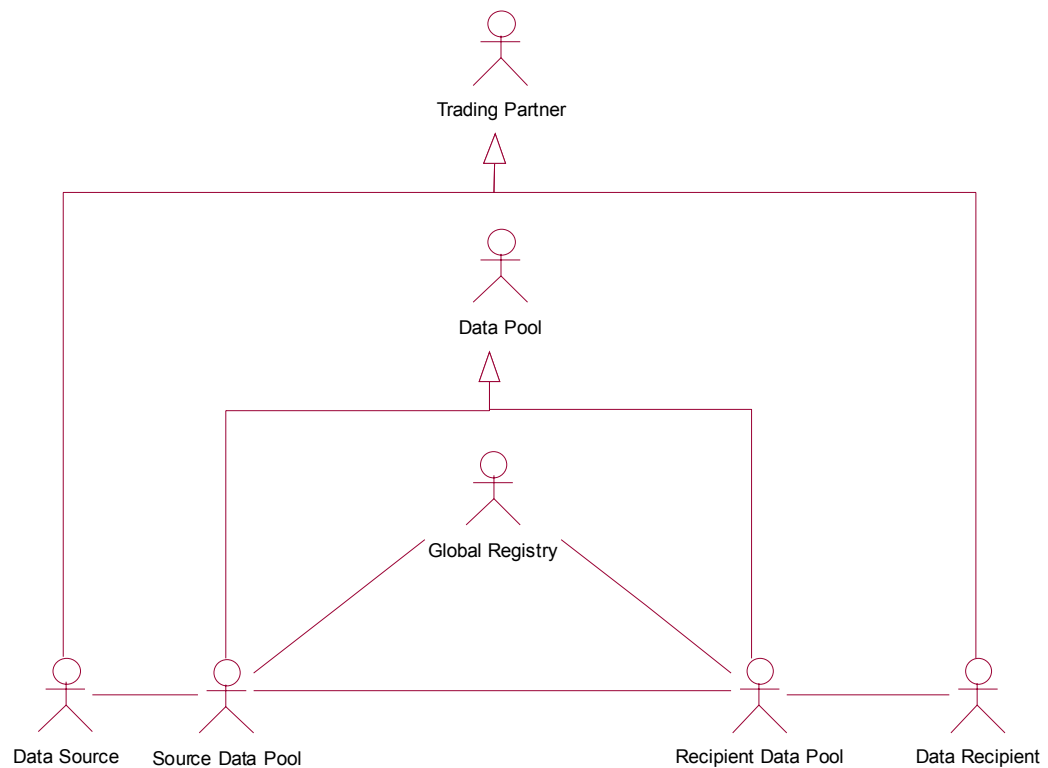 Trading Partner
Data Pool
Global Registry
Data Source
Source Data Pool
Recipient Data Pool
Data Recipient